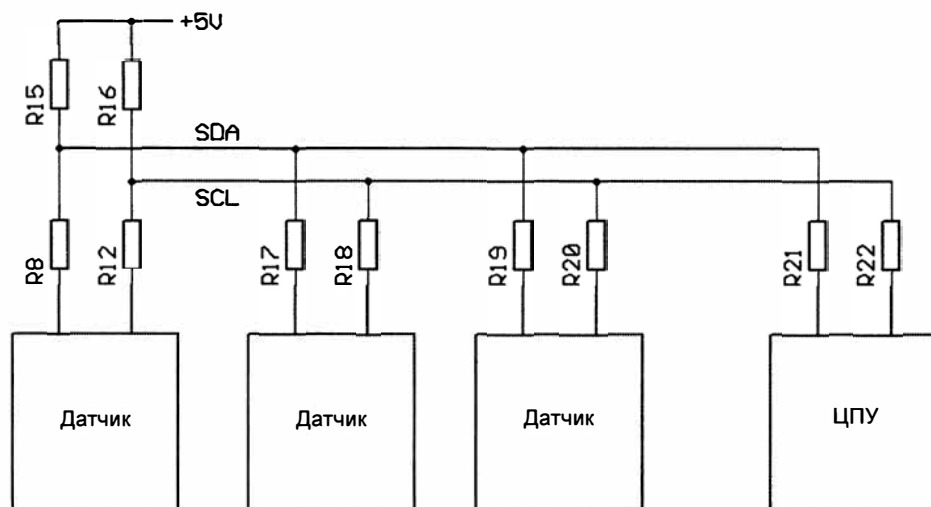 +5V
R15
R16
SDA
SCL
R8
R12
R17
R18
R19
R20
R21
R22
Датчик
Датчик
Датчик
ЦПУ